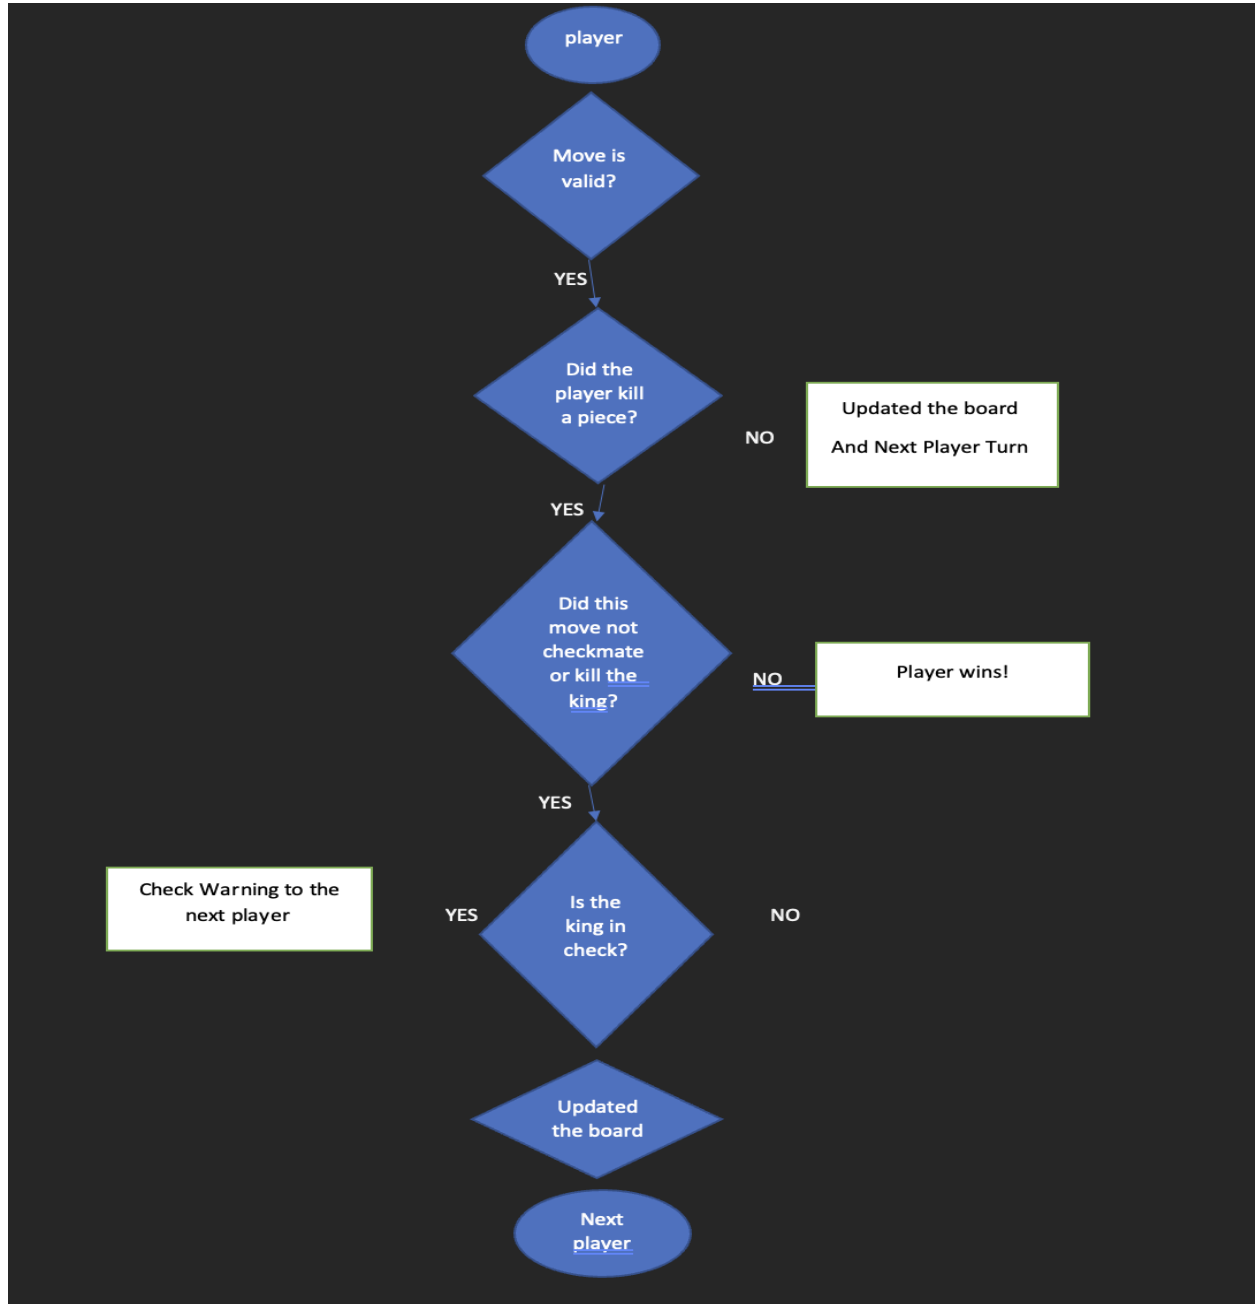 player
Move is
valid?
YES
Did the
player kill
a piece?
NO
Updated the board
And Next Player Turn
YES
Did this
move not
checkmate
or kill the
king?
NO
Player wins!
YES
Check Warning to the
next player
YES
Is the
king in
check?
NO
Updated
the board
Next
player